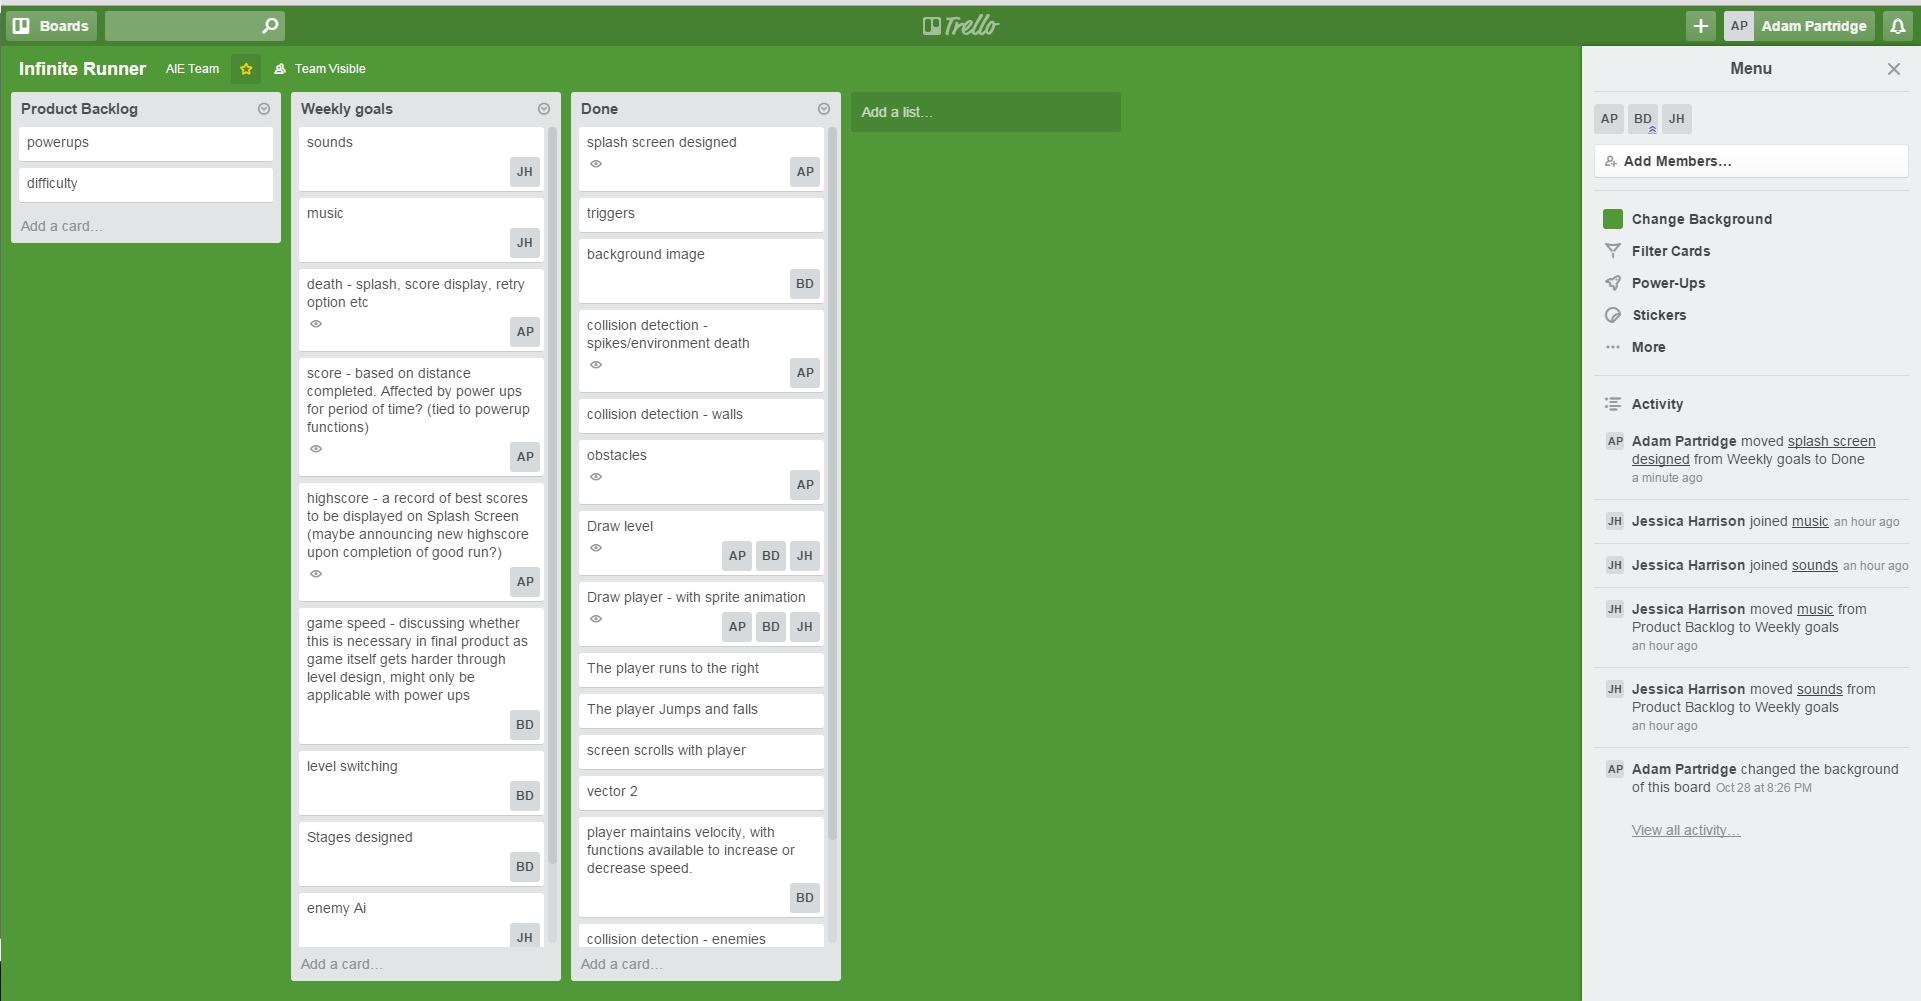 Boards
Trello
AP Adam Partridge
Infinite Runner AIE Team Team Visible
Product Backlog
powerups
difficulty
Add a card…
Weekly goals
sounds
JH
music
JH
death - splash, score display, retry
option etc
AP
score - based on distance
completed. Affected by power ups
for period of time? (tied to powerup
functions)
AP
highscore - a record of best scores
to be displayed on Splash Screen
(maybe announcing new highscore
upon completion of good run?)
AP
game speed - discussing whether
this is necessary in final product as
game itself gets harder through
level design, might only be
applicable with power ups
BD
level switching
BD
Stages designed
BD
enemy Ai
JH
Add a card…
Done
splash screen designed
AP
triggers
background image
BD
collision detection -
spikes/environment death
AP
collision detection - walls
obstacles
AP
Draw level
AP BD JH
Draw player - with sprite animation
AP BD JH
The player runs to the right
The player Jumps and falls
screen scrolls with player
vector 2
player maintains velocity, with
functions available to increase or
decrease speed.
BD
collision detection - enemies
Add a card…
Add a list…
Menu
AP BD JH
Add Members…
Change Background
Filter Cards
Power-Ups
Stickers
More
Activity
AP Adam Partridge moved splash screen
designed from Weekly goals to Done
a minute ago
JH Jessica Harrison joined music an hour ago
JH Jessica Harrison joined sounds an hour ago
JH Jessica Harrison moved music from
Product Backlog to Weekly goals
an hour ago
JH Jessica Harrison moved sounds from
Product Backlog to Weekly goals
an hour ago
AP Adam Partridge changed the background
of this board Oct 28 at 8:26 PM
View all activity…